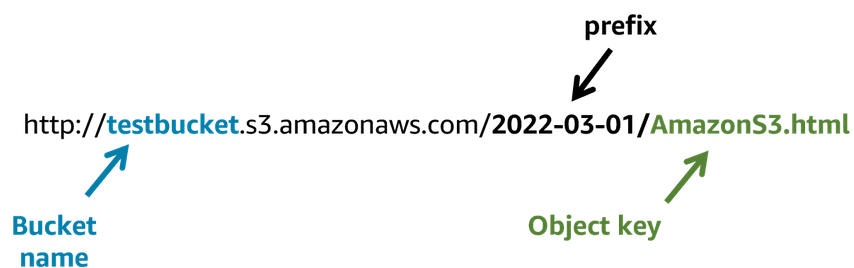 prefix
http://testbucket.s3.amazonaws.com/2022-03-01/AmazonS3.html
Bucket
name
Object key